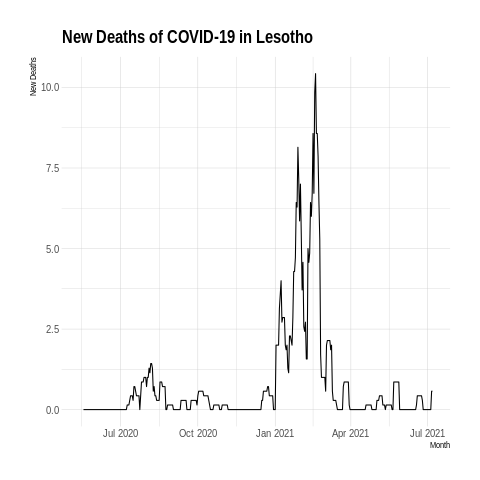 New Deaths of COVID-19 in Lesotho
New Deaths
10.0
7.5
5.0
2.5
0.0
Jul 2020 Oct 2020 Jan 2021 Apr 2021 Jul 2021
Month